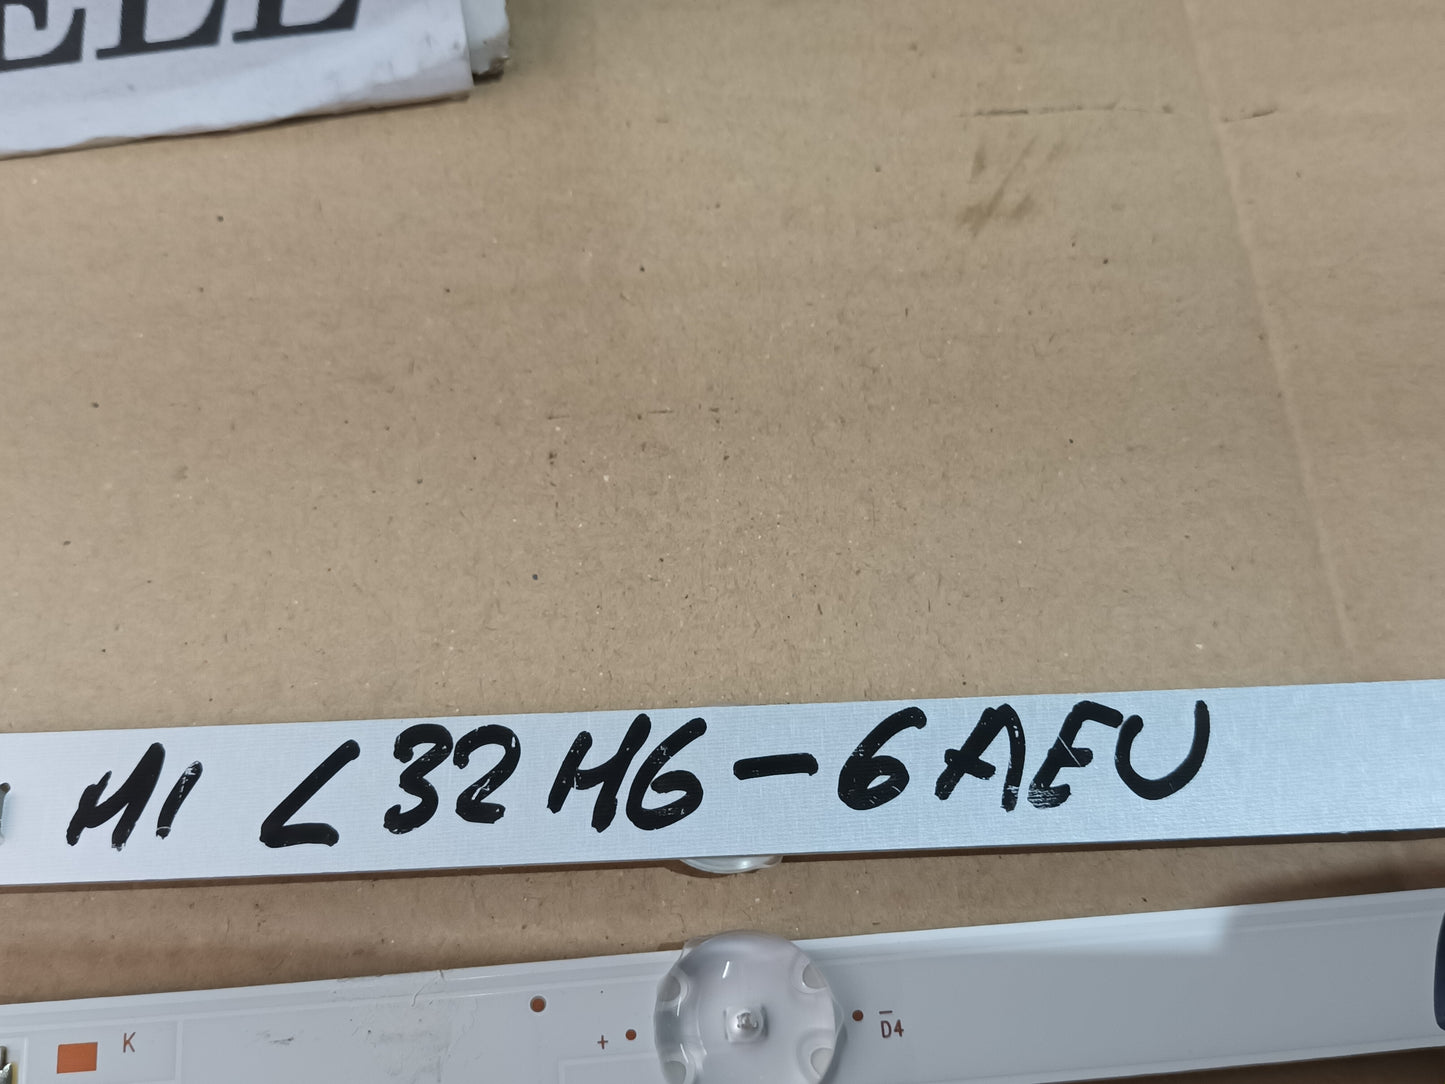 ELL
MI L32M6-6AEU
K
+
D4